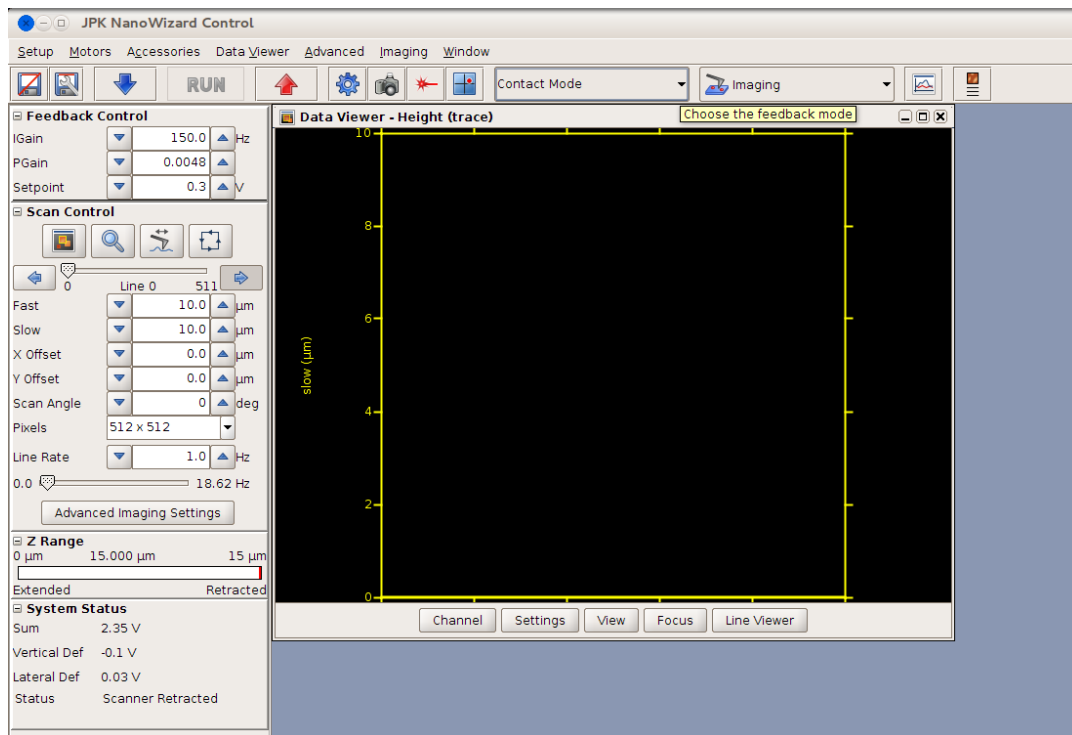 JPK NanoWizard Control
Setup Motors Accessories Data Viewer Advanced Imaging Window
RUN Contact Mode Imaging
Choose the feedback mode
Feedback Control
IGain 150.0 Hz
PGain 0.0048
Setpoint 0.3 V
Scan Control
0 Line 0 511
Fast 10.0 µm
Slow 10.0 µm
X Offset 0.0 µm
Y Offset 0.0 µm
Scan Angle 0 deg
Pixels 512 x 512
Line Rate 1.0 Hz
0.0 18.62 Hz
Advanced Imaging Settings
Z Range
0 µm 15.000 µm 15 µm
Extended Retracted
System Status
Sum 2.35 V
Vertical Def -0.1 V
Lateral Def 0.03 V
Status Scanner Retracted
Data Viewer - Height (trace)
10
8
6
slow (µm)
4
2
0
Channel Settings View Focus Line Viewer